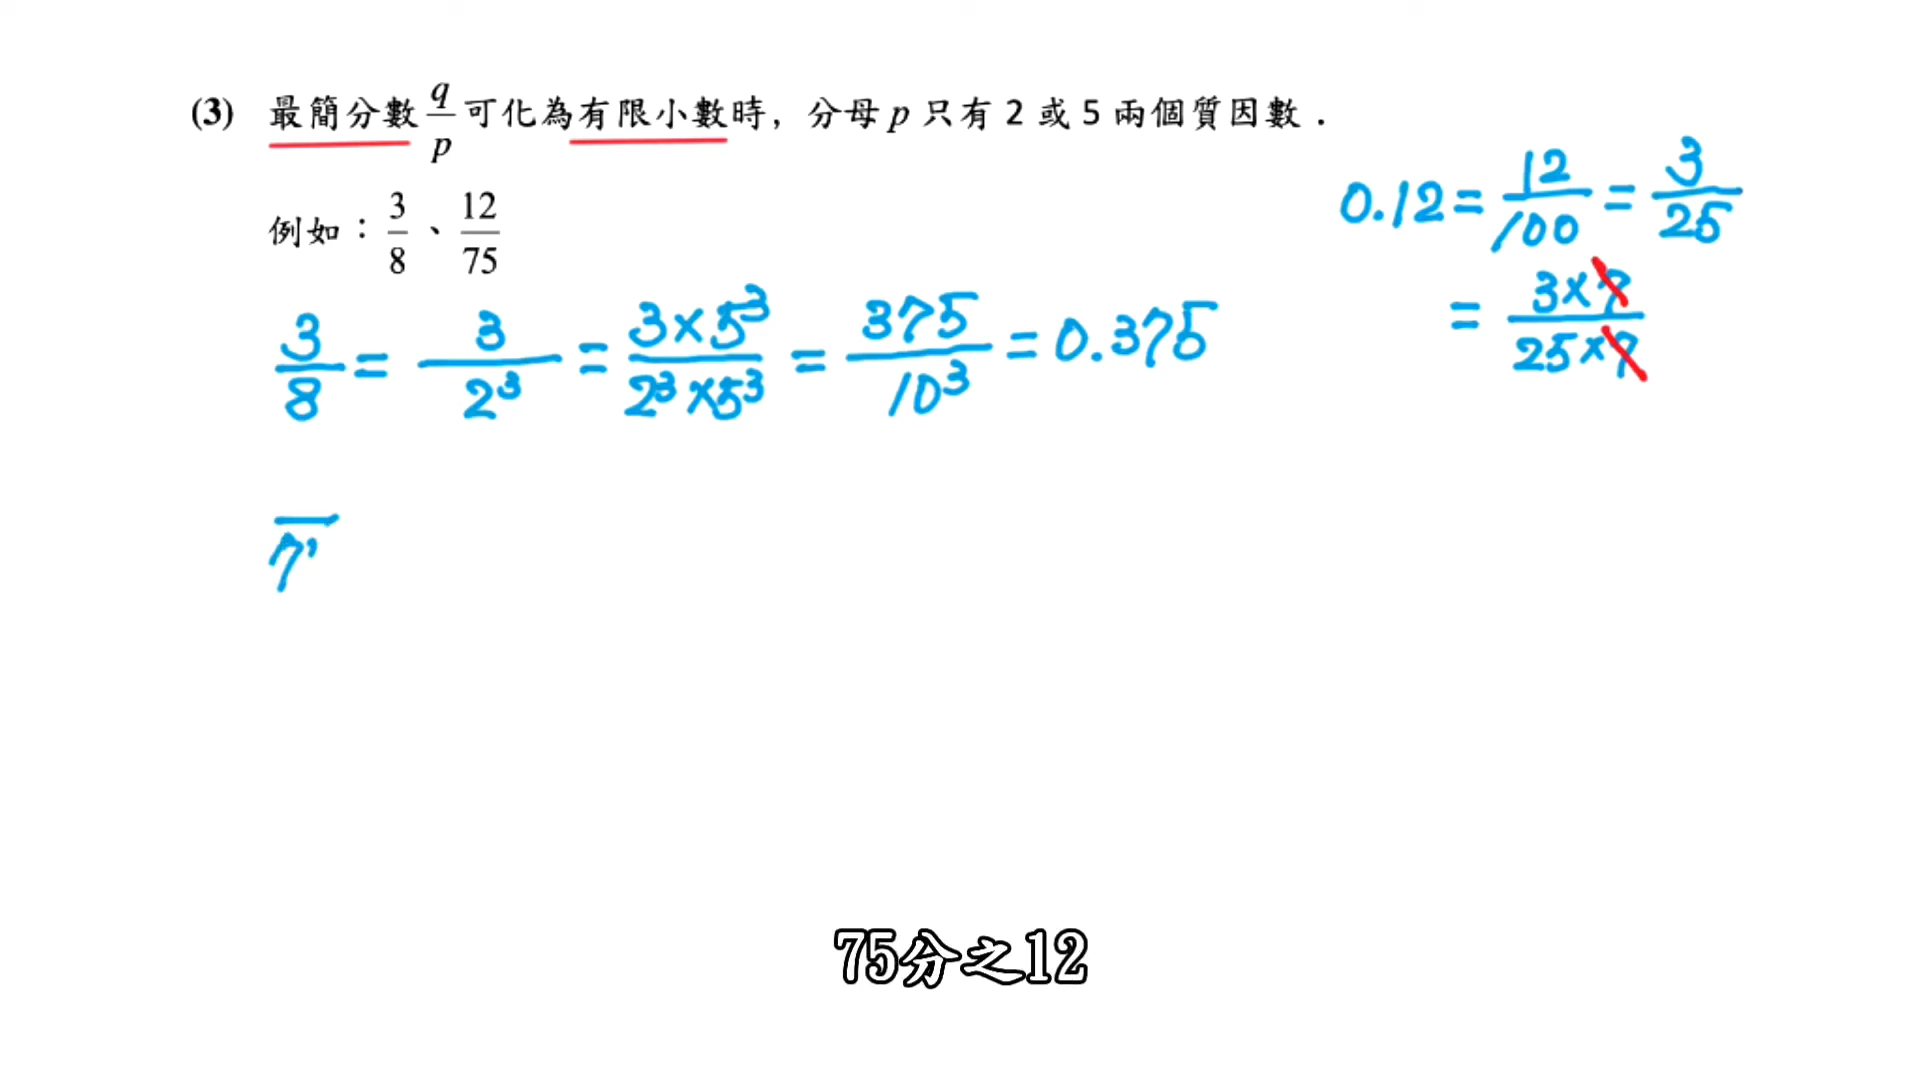 (3) 最簡分數 q/p 可化為有限小數時，分母 p 只有 2 或 5 兩個質因數．
例如：3/8、12/75
0.12 = 12/100 = 3/25
= 3×7/25×7
3/8 = 3/2³ = 3×5³/2³×5³ = 375/10³ = 0.375
7
75分之12